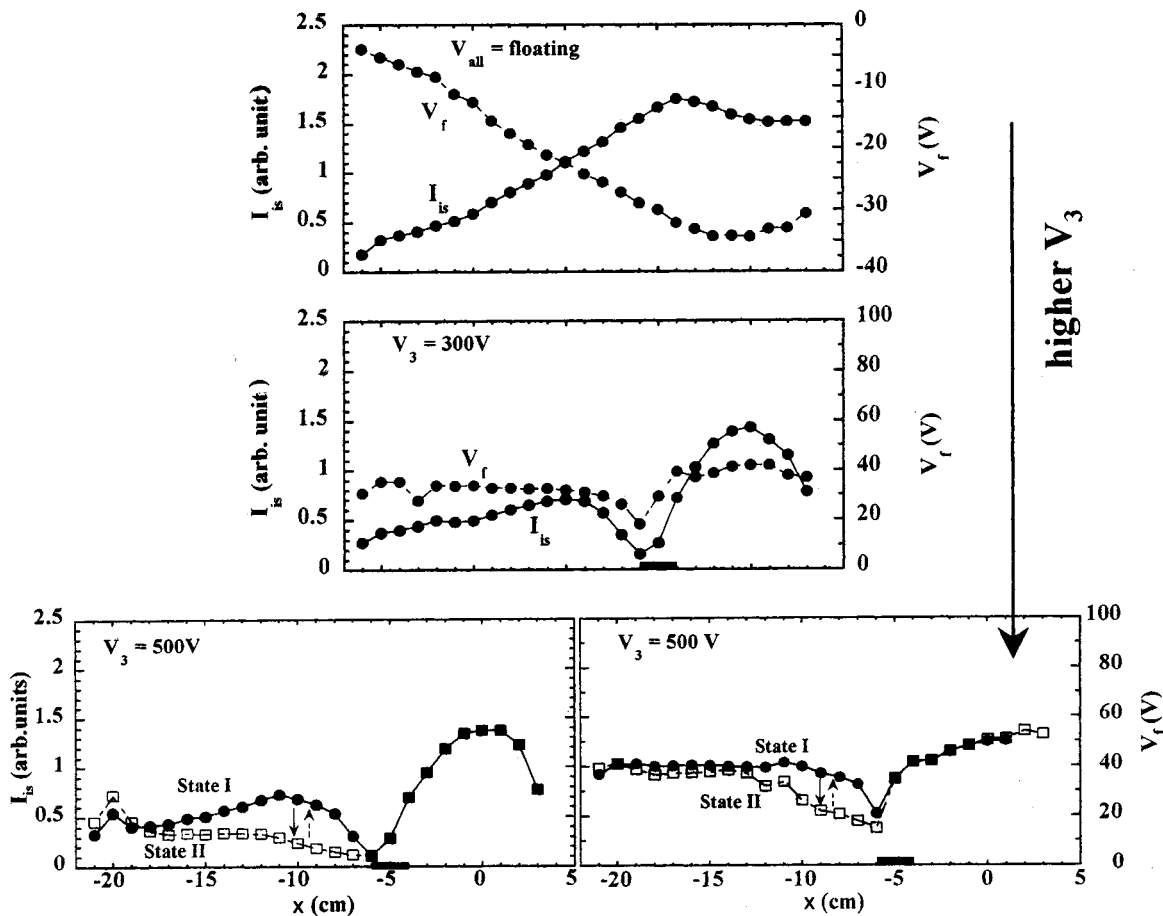 V_all = floating
2.5
2
1.5
1
0.5
0
I_is (arb. unit)
0
-10
-20
-30
-40
V_f (V)
V_f
I_is
higher V_3
V_3 = 300V
2.5
2
1.5
1
0.5
0
I_is (arb. unit)
100
80
60
40
20
0
V_f (V)
V_f
I_is
V_3 = 500V
2.5
2
1.5
1
0.5
0
I_is (arb.units)
State I
State II
-20 -15 -10 -5 0 5
x (cm)
V_3 = 500 V
State I
State II
100
80
60
40
20
0
V_f (V)
-20 -15 -10 -5 0 5
x (cm)